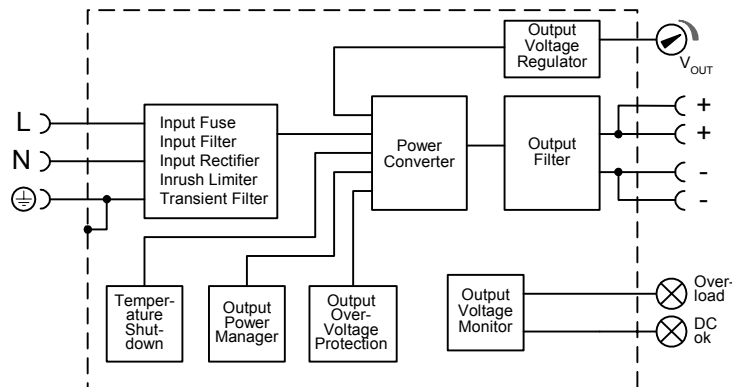 Output
Voltage
Regulator
VOUT
L
N
Input Fuse
Input Filter
Input Rectifier
Inrush Limiter
Transient Filter
Power
Converter
Output
Filter
+
+
-
-
Temper-
ature
Shut-
down
Output
Power
Manager
Output
Over-
Voltage
Protection
Output
Voltage
Monitor
Over-
load
DC
ok